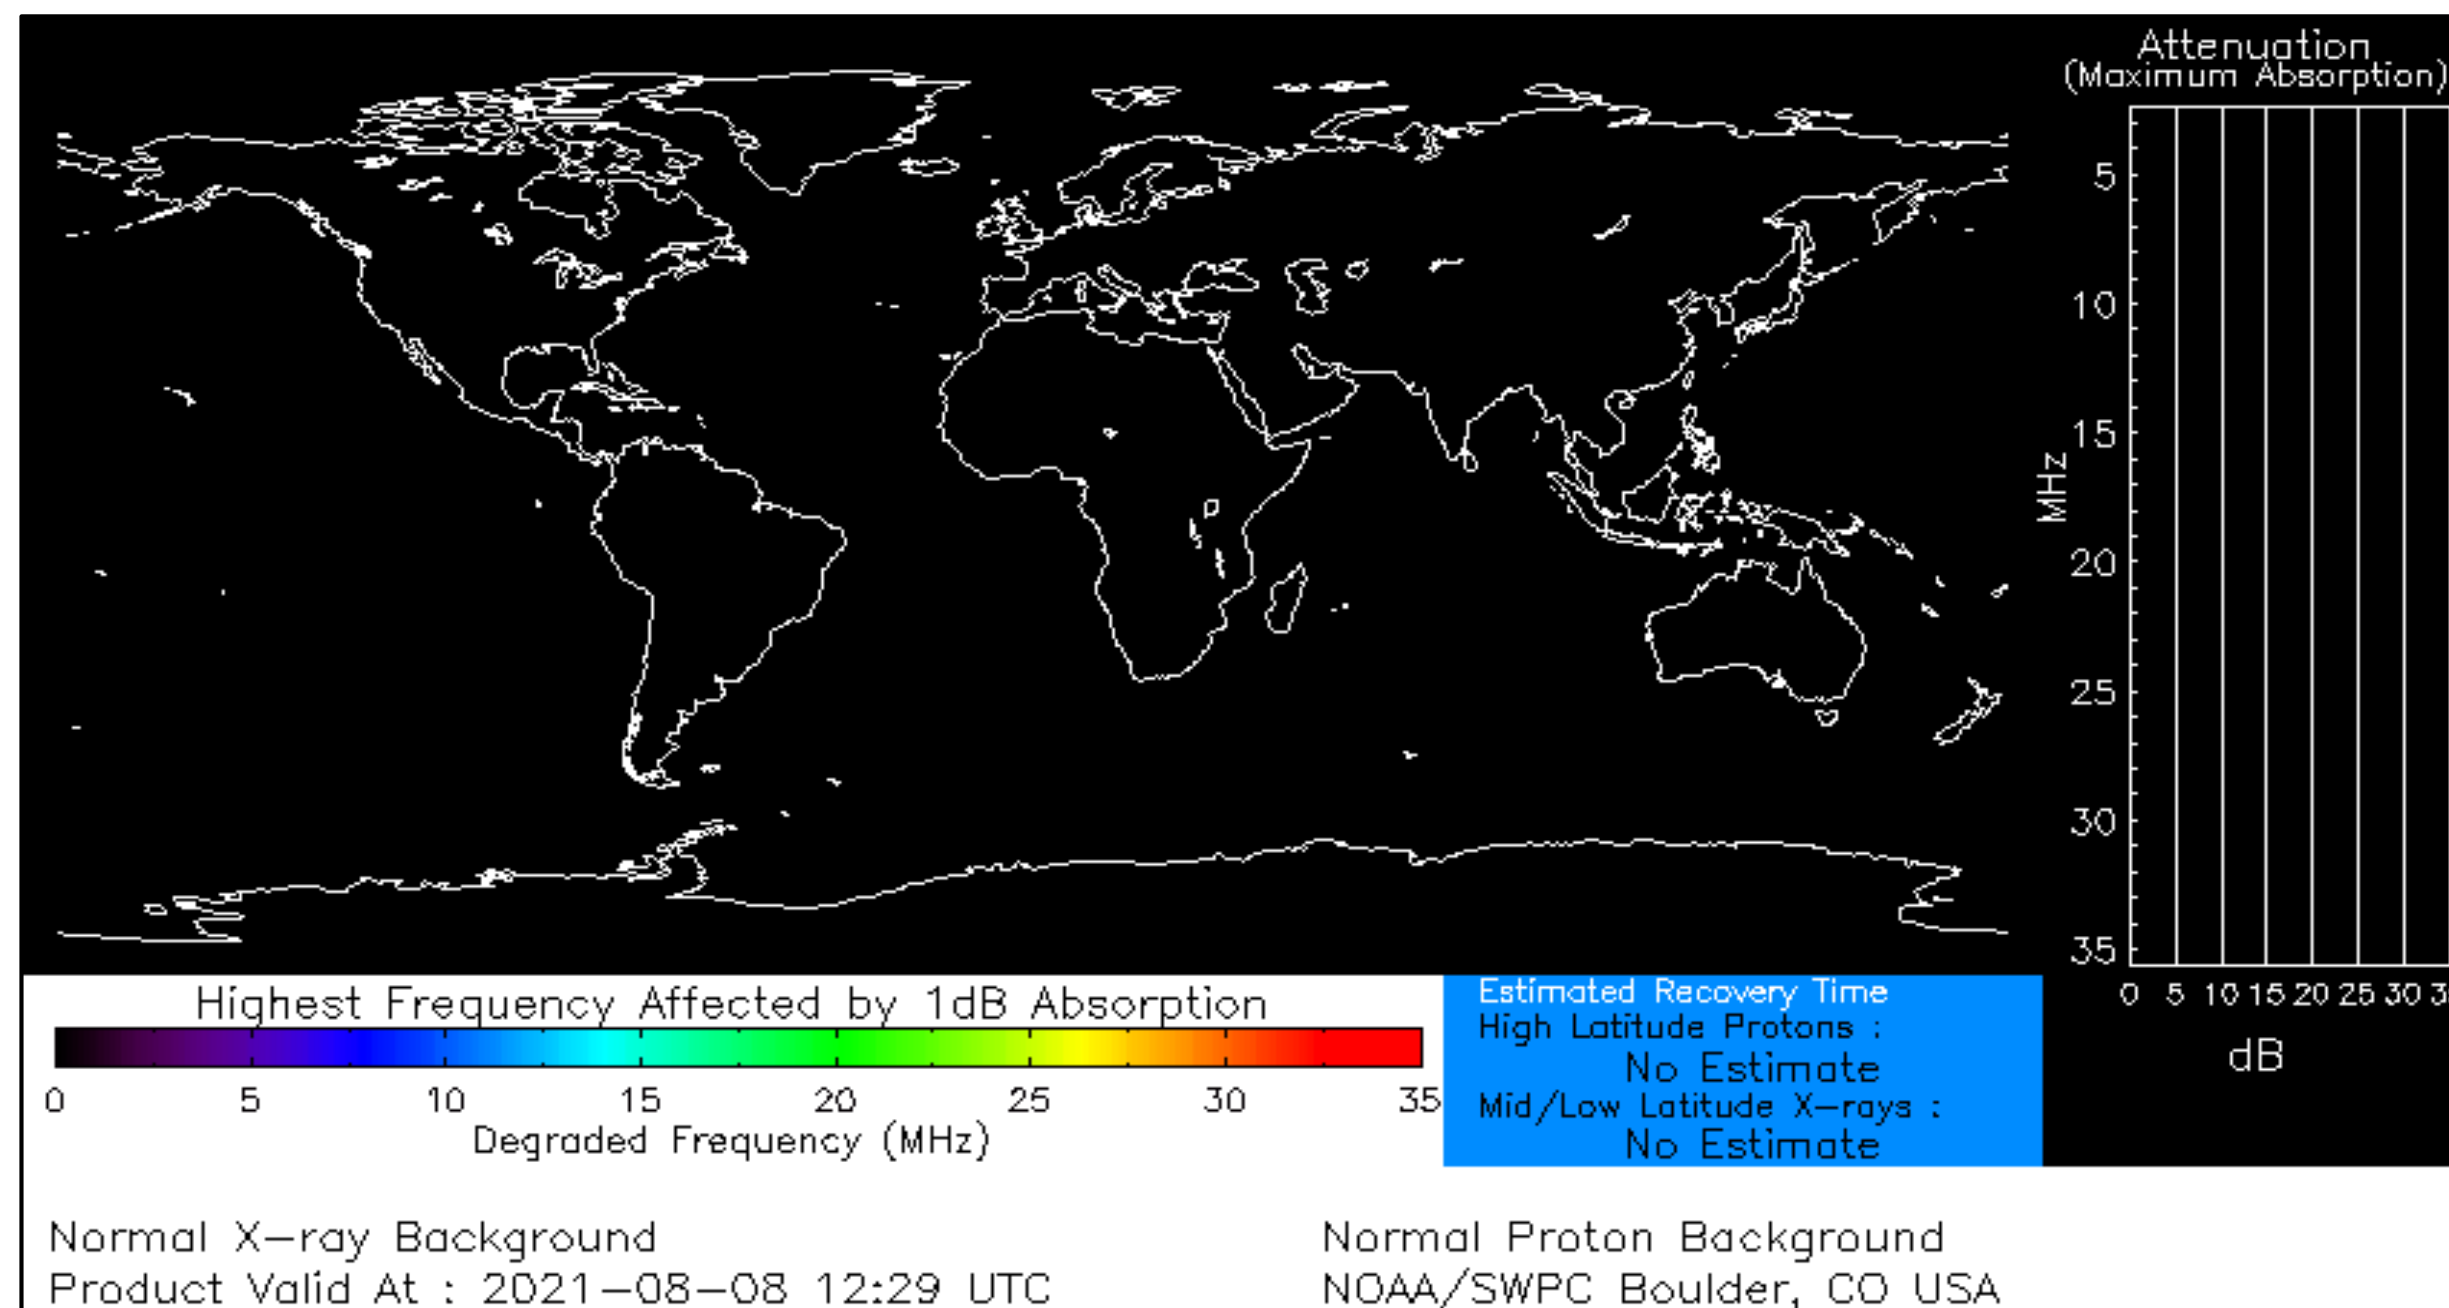 Attenuation
(Maximum Absorption)
5
10
15
20
25
30
35
MHz
0 5 10 15 20 25 30
dB
Highest Frequency Affected by 1dB Absorption
0 5 10 15 20 25 30 35
Degraded Frequency (MHz)
Estimated Recovery Time
High Latitude Protons :
No Estimate
Mid/Low Latitude X-rays :
No Estimate
Normal X-ray Background
Normal Proton Background
Product Valid At : 2021-08-08 12:29 UTC
NOAA/SWPC Boulder, CO USA